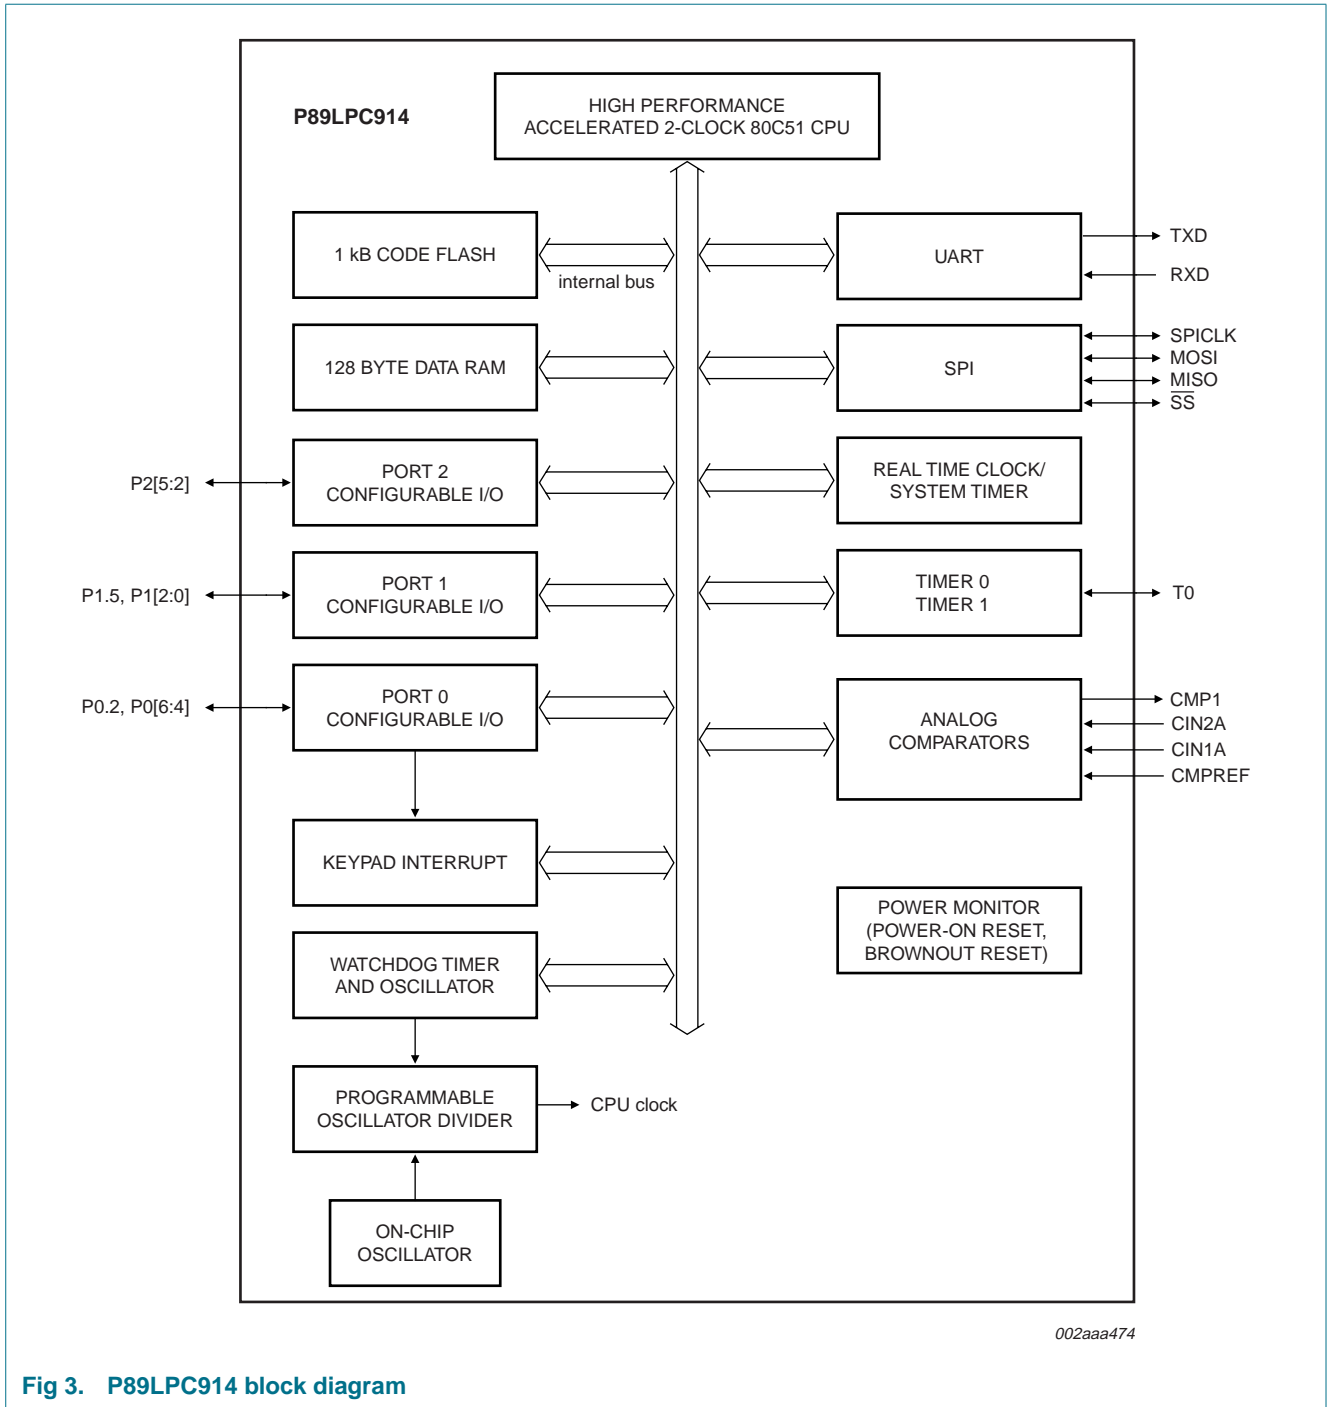 P89LPC914
HIGH PERFORMANCE
ACCELERATED 2-CLOCK 80C51 CPU
1 kB CODE FLASH
internal bus
UART
TXD
RXD
128 BYTE DATA RAM
SPI
SPICLK
MOSI
MISO
SS
P2[5:2]
PORT 2
CONFIGURABLE I/O
REAL TIME CLOCK/
SYSTEM TIMER
P1.5, P1[2:0]
PORT 1
CONFIGURABLE I/O
TIMER 0
TIMER 1
T0
P0.2, P0[6:4]
PORT 0
CONFIGURABLE I/O
ANALOG
COMPARATORS
CMP1
CIN2A
CIN1A
CMPREF
KEYPAD INTERRUPT
POWER MONITOR
(POWER-ON RESET,
BROWNOUT RESET)
WATCHDOG TIMER
AND OSCILLATOR
PROGRAMMABLE
OSCILLATOR DIVIDER
CPU clock
ON-CHIP
OSCILLATOR
002aaa474
Fig 3. P89LPC914 block diagram